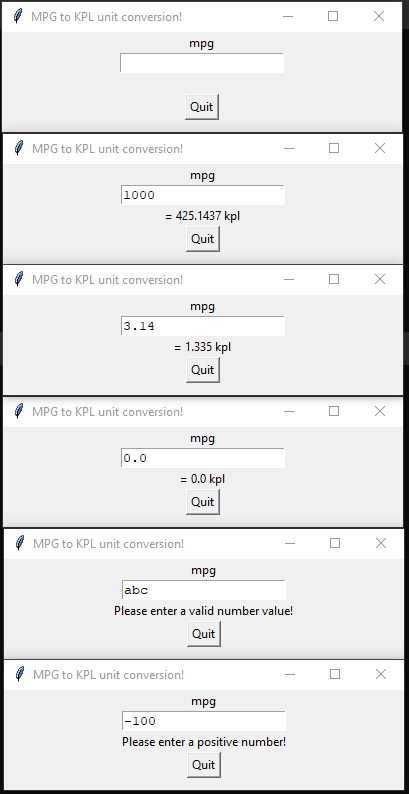 MPG to KPL unit conversion!
mpg
Quit
MPG to KPL unit conversion!
mpg
1000
= 425.1437 kpl
Quit
MPG to KPL unit conversion!
mpg
3.14
= 1.335 kpl
Quit
MPG to KPL unit conversion!
mpg
0.0
= 0.0 kpl
Quit
MPG to KPL unit conversion!
mpg
abc
Please enter a valid number value!
Quit
MPG to KPL unit conversion!
mpg
-100
Please enter a positive number!
Quit